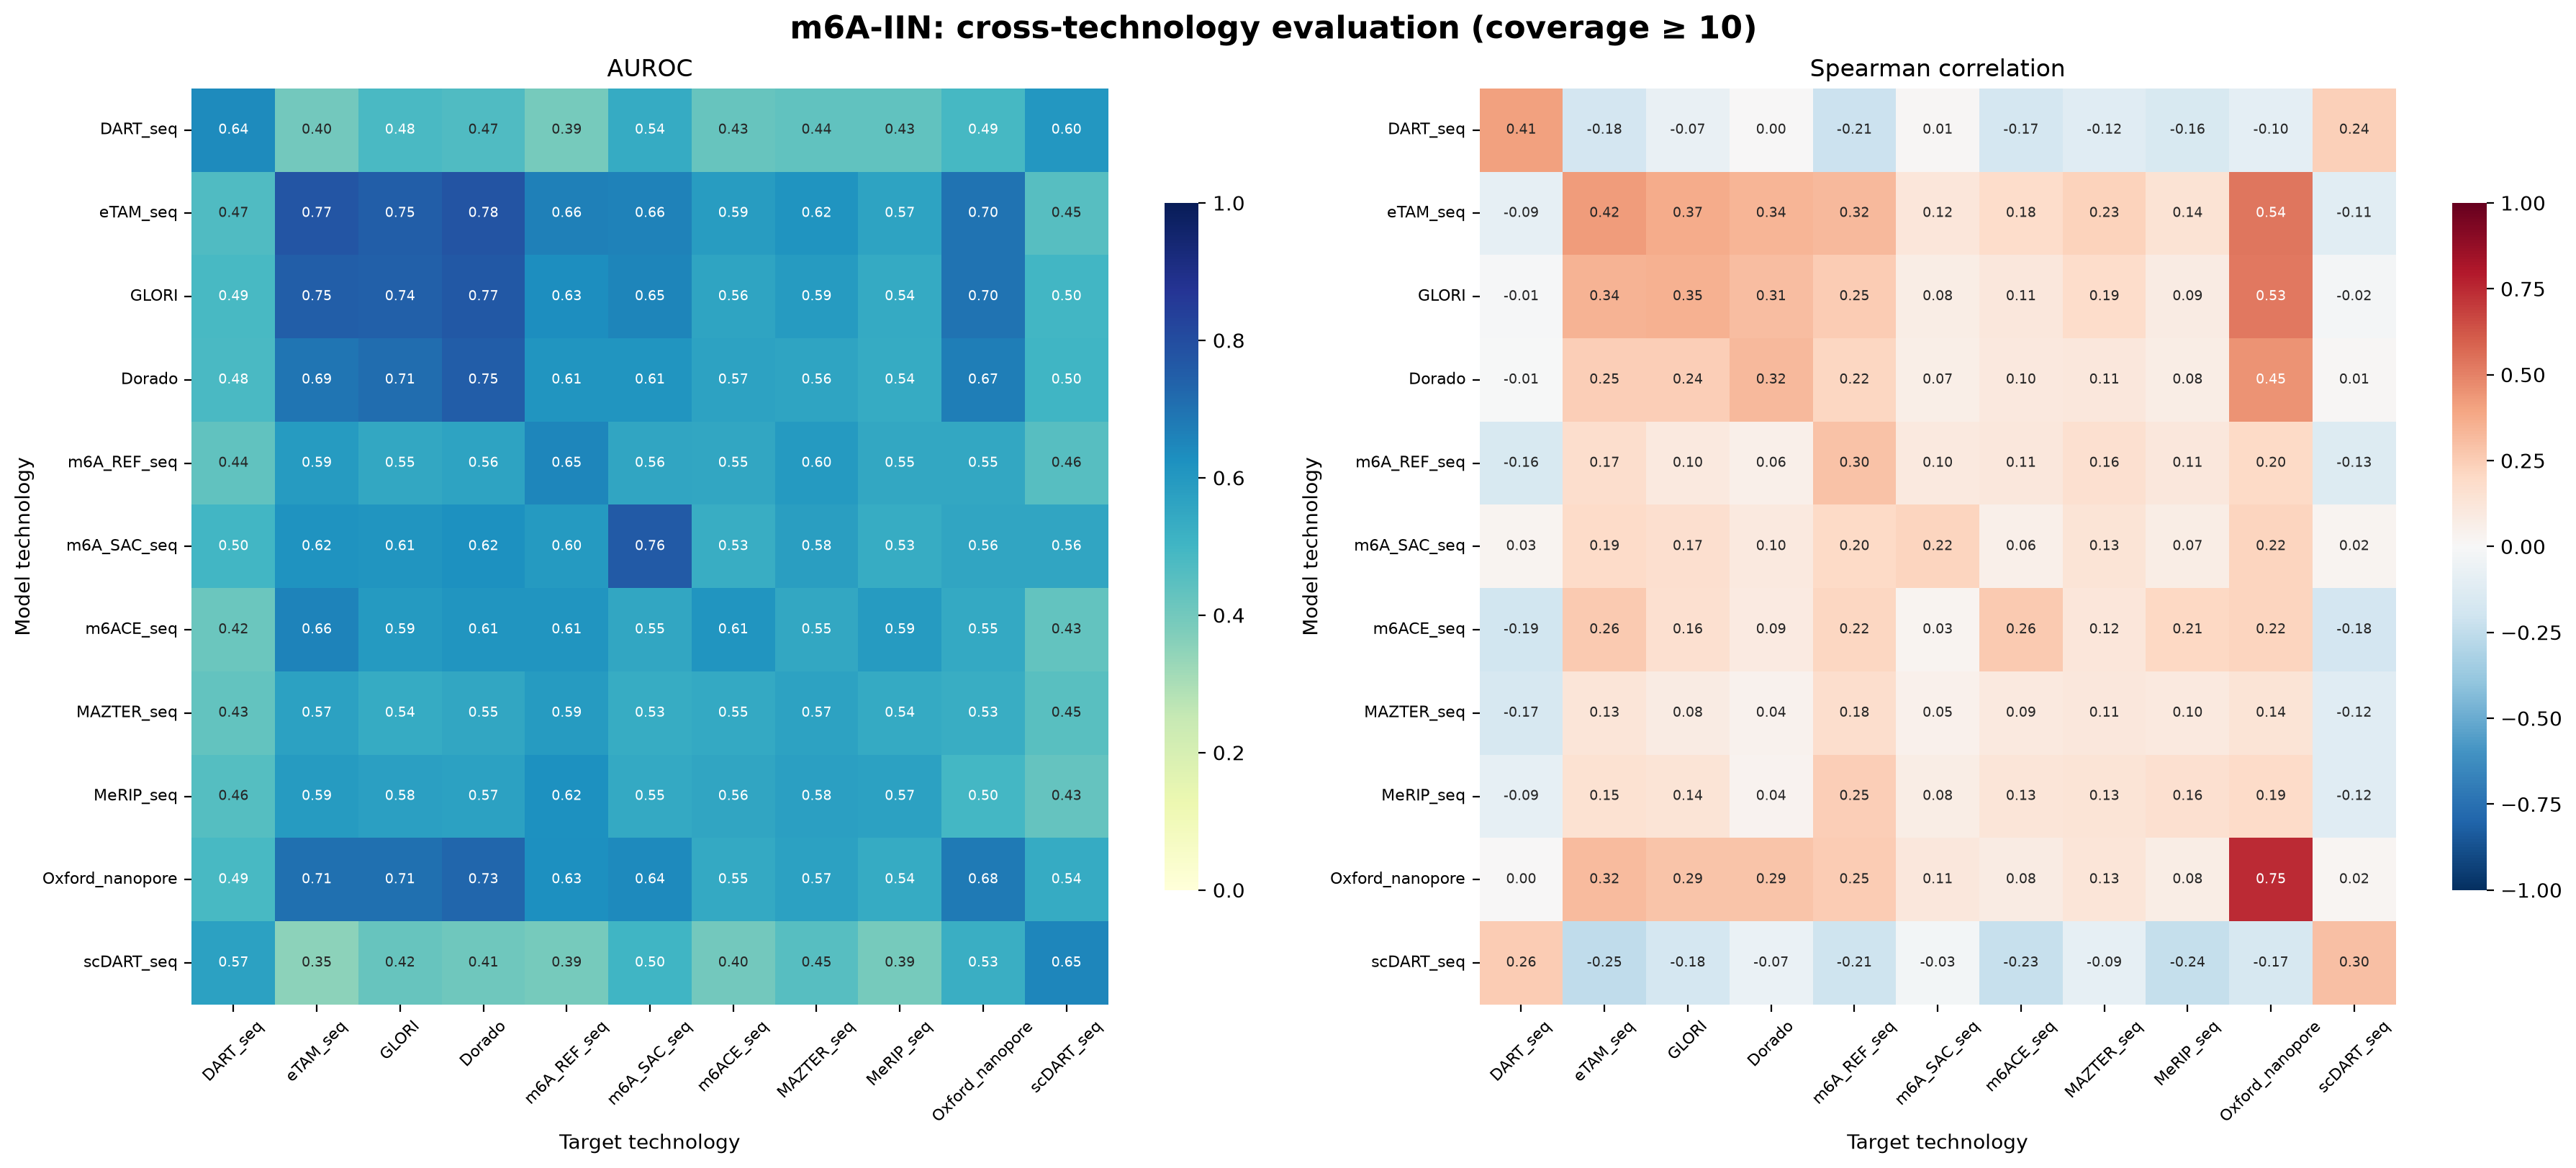 m6A-IIN: cross-technology evaluation (coverage ≥ 10)
AUROC
Model technology
DART_seq 0.64 0.40 0.48 0.47 0.39 0.54 0.43 0.44 0.43 0.49 0.60
eTAM_seq 0.47 0.77 0.75 0.78 0.66 0.66 0.59 0.62 0.57 0.70 0.45
GLORI 0.49 0.75 0.74 0.77 0.63 0.65 0.56 0.59 0.54 0.70 0.50
Dorado 0.48 0.69 0.71 0.75 0.61 0.61 0.57 0.56 0.54 0.67 0.50
m6A_REF_seq 0.44 0.59 0.55 0.56 0.65 0.56 0.55 0.60 0.55 0.55 0.46
m6A_SAC_seq 0.50 0.62 0.61 0.62 0.60 0.76 0.53 0.58 0.53 0.56 0.56
m6ACE_seq 0.42 0.66 0.59 0.61 0.61 0.55 0.61 0.55 0.59 0.55 0.43
MAZTER_seq 0.43 0.57 0.54 0.55 0.59 0.53 0.55 0.57 0.54 0.53 0.45
MeRIP_seq 0.46 0.59 0.58 0.57 0.62 0.55 0.56 0.58 0.57 0.50 0.43
Oxford_nanopore 0.49 0.71 0.71 0.73 0.63 0.64 0.55 0.57 0.54 0.68 0.54
scDART_seq 0.57 0.35 0.42 0.41 0.39 0.50 0.40 0.45 0.39 0.53 0.65
DART_seq eTAM_seq GLORI Dorado m6A_REF_seq m6A_SAC_seq m6ACE_seq MAZTER_seq MeRIP_seq Oxford_nanopore scDART_seq
Target technology
1.0
0.8
0.6
0.4
0.2
0.0
Spearman correlation
Model technology
DART_seq 0.41 -0.18 -0.07 0.00 -0.21 0.01 -0.17 -0.12 -0.16 -0.10 0.24
eTAM_seq -0.09 0.42 0.37 0.34 0.32 0.12 0.18 0.23 0.14 0.54 -0.11
GLORI -0.01 0.34 0.35 0.31 0.25 0.08 0.11 0.19 0.09 0.53 -0.02
Dorado -0.01 0.25 0.24 0.32 0.22 0.07 0.10 0.11 0.08 0.45 0.01
m6A_REF_seq -0.16 0.17 0.10 0.06 0.30 0.10 0.11 0.16 0.11 0.20 -0.13
m6A_SAC_seq 0.03 0.19 0.17 0.10 0.20 0.22 0.06 0.13 0.07 0.22 0.02
m6ACE_seq -0.19 0.26 0.16 0.09 0.22 0.03 0.26 0.12 0.21 0.22 -0.18
MAZTER_seq -0.17 0.13 0.08 0.04 0.18 0.05 0.09 0.11 0.10 0.14 -0.12
MeRIP_seq -0.09 0.15 0.14 0.04 0.25 0.08 0.13 0.13 0.16 0.19 -0.12
Oxford_nanopore 0.00 0.32 0.29 0.29 0.25 0.11 0.08 0.13 0.08 0.75 0.02
scDART_seq 0.26 -0.25 -0.18 -0.07 -0.21 -0.03 -0.23 -0.09 -0.24 -0.17 0.30
DART_seq eTAM_seq GLORI Dorado m6A_REF_seq m6A_SAC_seq m6ACE_seq MAZTER_seq MeRIP_seq Oxford_nanopore scDART_seq
Target technology
1.00
0.75
0.50
0.25
0.00
−0.25
−0.50
−0.75
−1.00